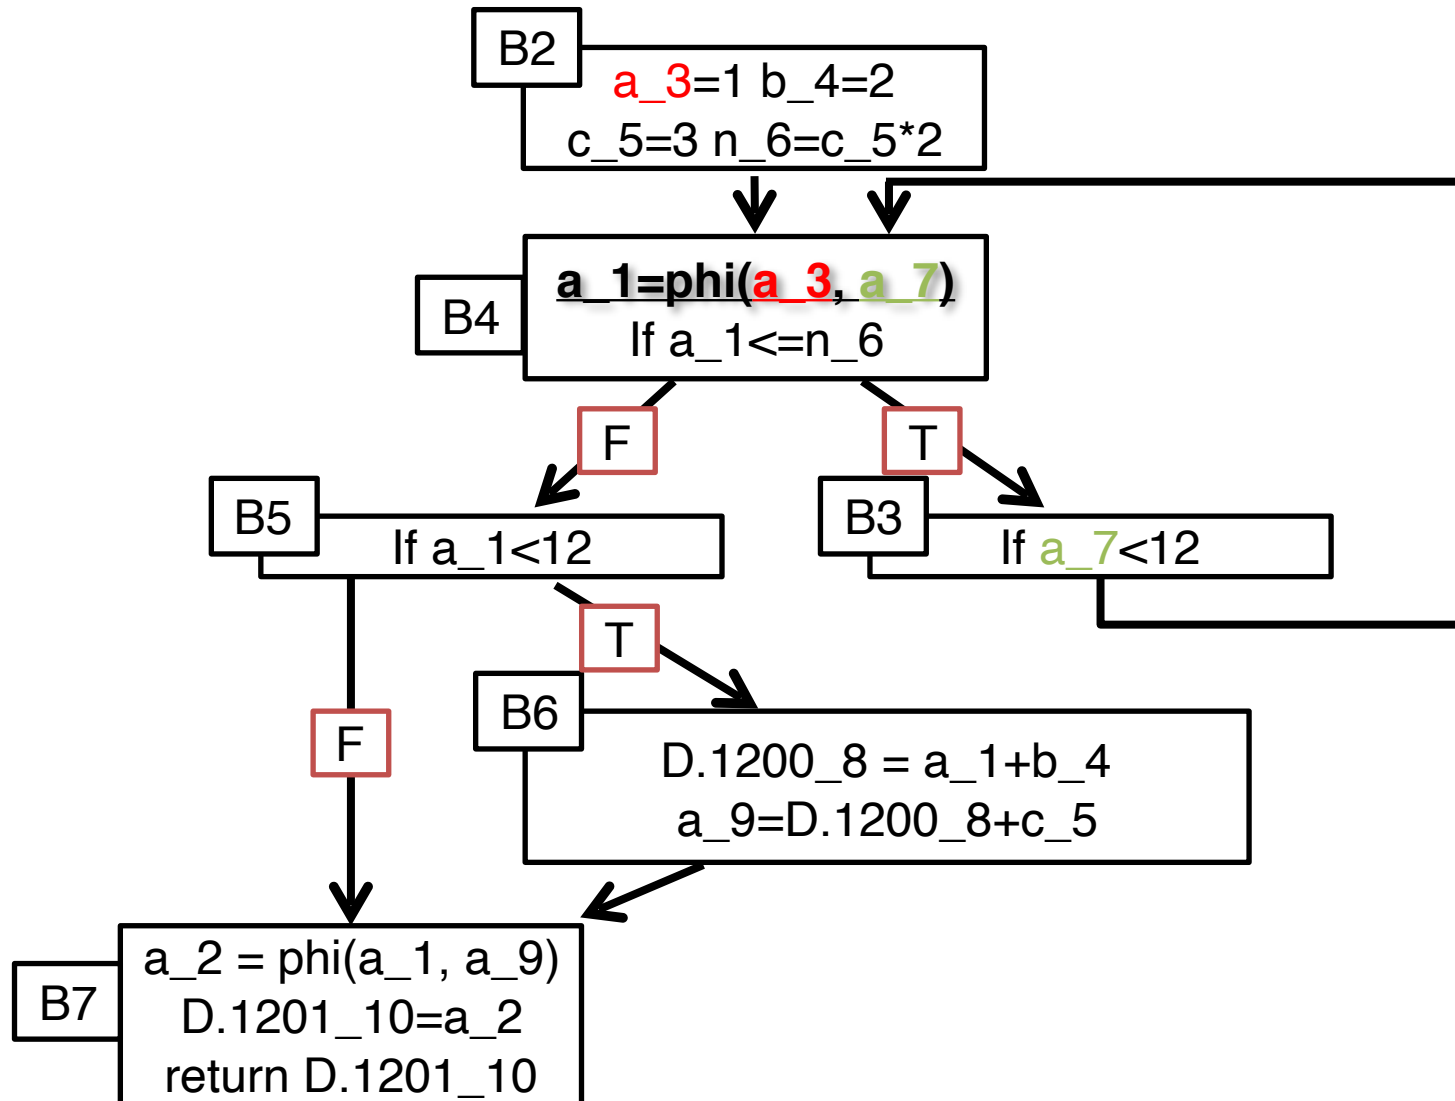 B2
a_3=1 b_4=2
c_5=3 n_6=c_5*2
B4
a_1=phi(a_3, a_7)
If a_1<=n_6
F
T
B5
If a_1<12
B3
If a_7<12
T
F
B6
D.1200_8 = a_1+b_4
a_9=D.1200_8+c_5
B7
a_2 = phi(a_1, a_9)
D.1201_10=a_2
return D.1201_10